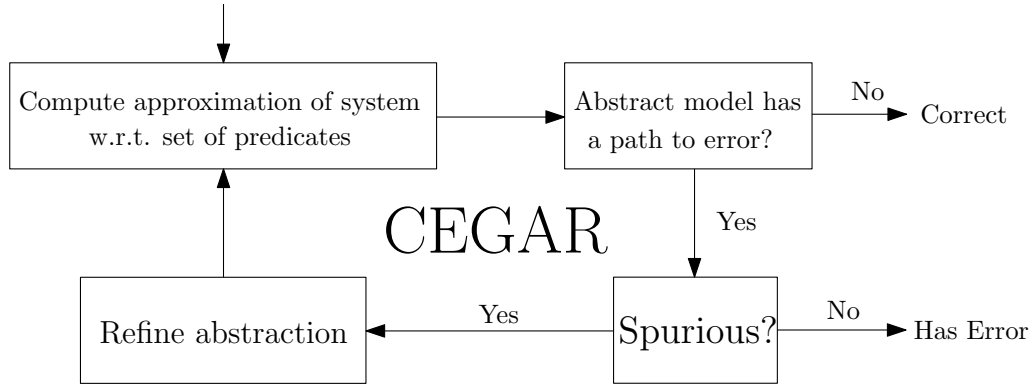 Compute approximation of system
w.r.t. set of predicates
Abstract model has
a path to error?
No
Correct
Yes
CEGAR
Refine abstraction
Yes
Spurious?
No
Has Error